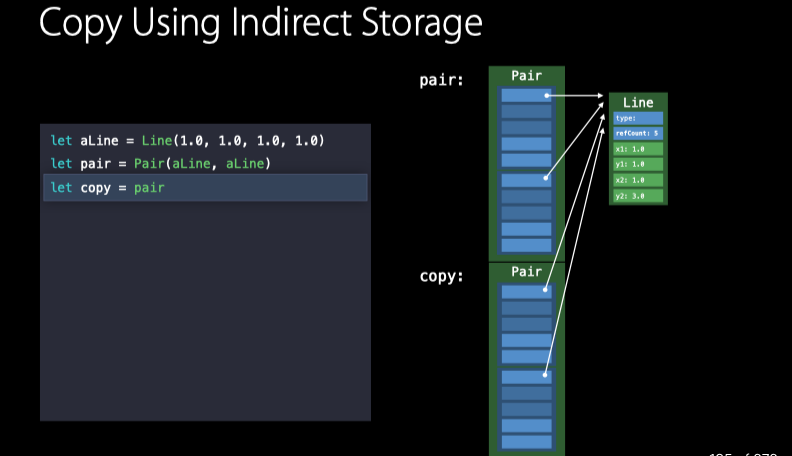 Copy Using Indirect Storage
let aLine = Line(1.0, 1.0, 1.0, 1.0)
let pair = Pair(aLine, aLine)
let copy = pair
pair:
Pair
Line
type:
refCount: 5
x1: 1.0
y1: 1.0
x2: 1.0
y2: 3.0
copy:
Pair